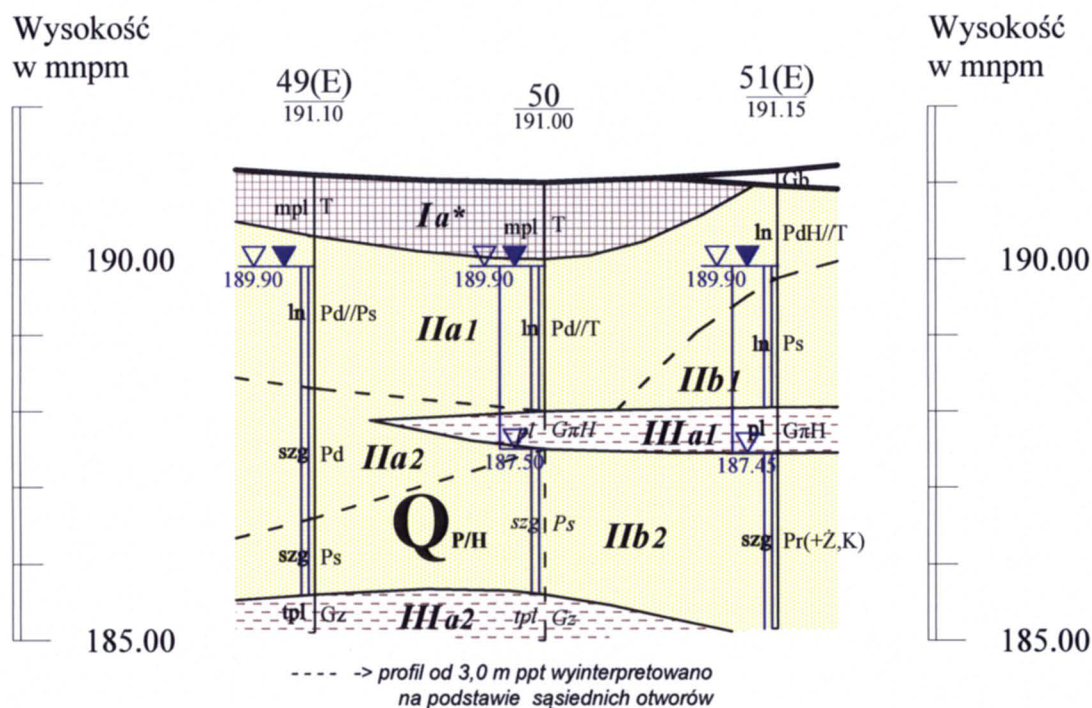 Wysokość
w mnpm
Wysokość
w mnpm
49(E)
191.10
50
191.00
51(E)
191.15
Gb
mpl T
Ia*
mpl T
ln PdH//T
190.00
190.00
189.90
189.90
189.90
ln Pd//Ps
IIa1
ln Pd//T
ln Ps
IIb1
pl GπH
IIIa1
pl GπH
szg Pd
IIa2
187.50
187.45
Q P/H
szg Ps
IIb2
szg Pr(+Ż,K)
szg Ps
tpl Gz
IIIa2
tpl Gz
185.00
185.00
---- -> profil od 3,0 m ppt wyinterpretowano
na podstawie sąsiednich otworów